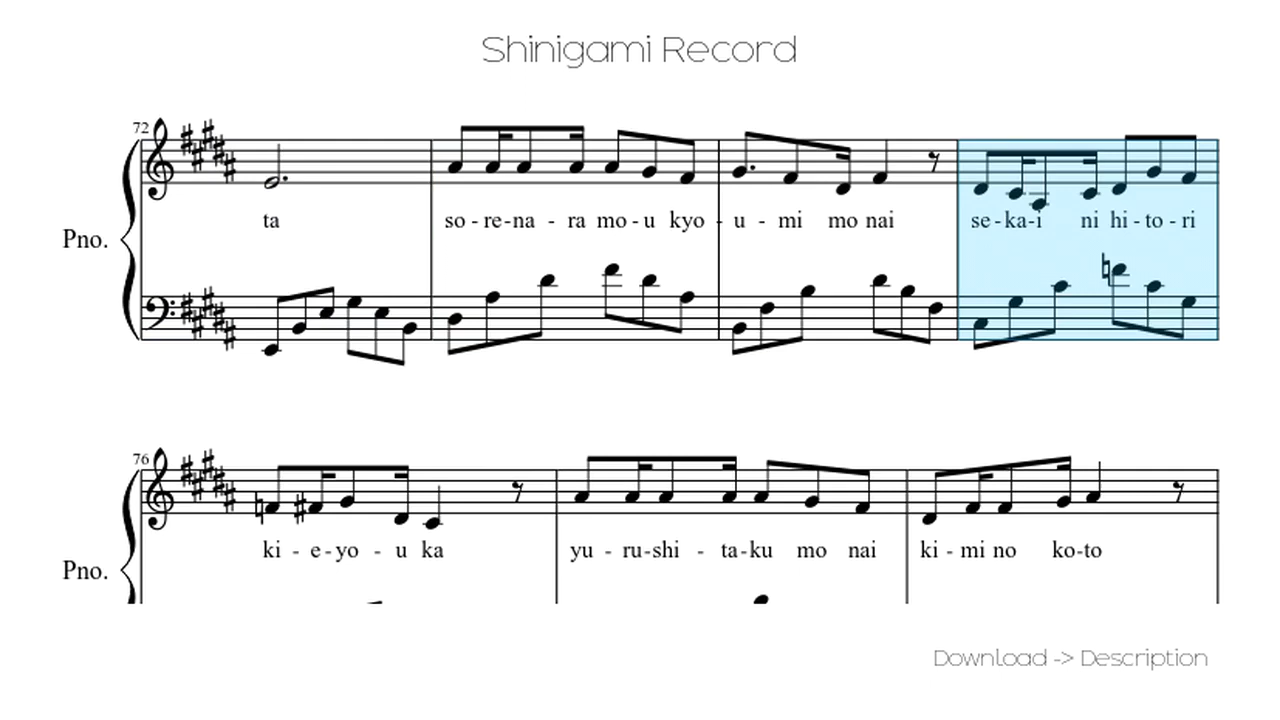 Shinigami Record
72
ta so - re - na - ra mo - u kyo - u - mi mo nai se - ka - i ni hi - to - ri
Pno.
76
ki - e - yo - u ka yu - ru - shi - ta - ku mo nai ki - mi no ko - to
Pno.
Download -> Description